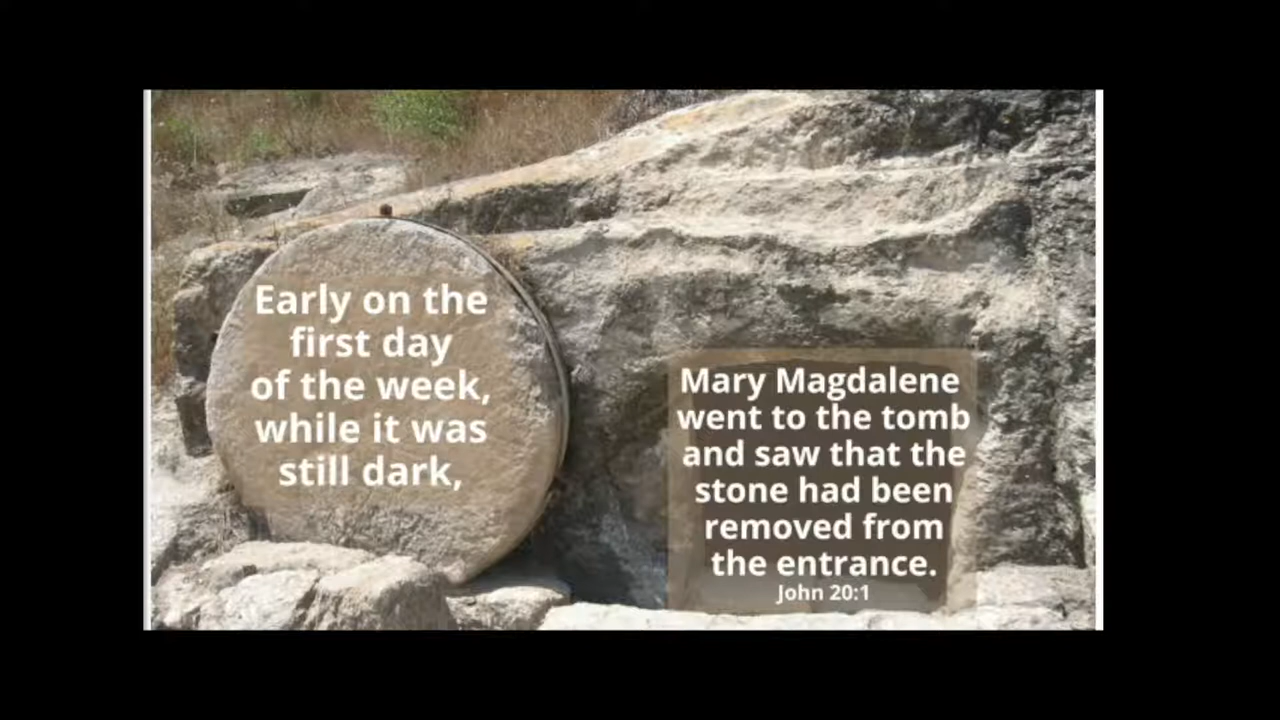 Early on the
first day
of the week,
while it was
still dark,
Mary Magdalene
went to the tomb
and saw that the
stone had been
removed from
the entrance.
John 20:1